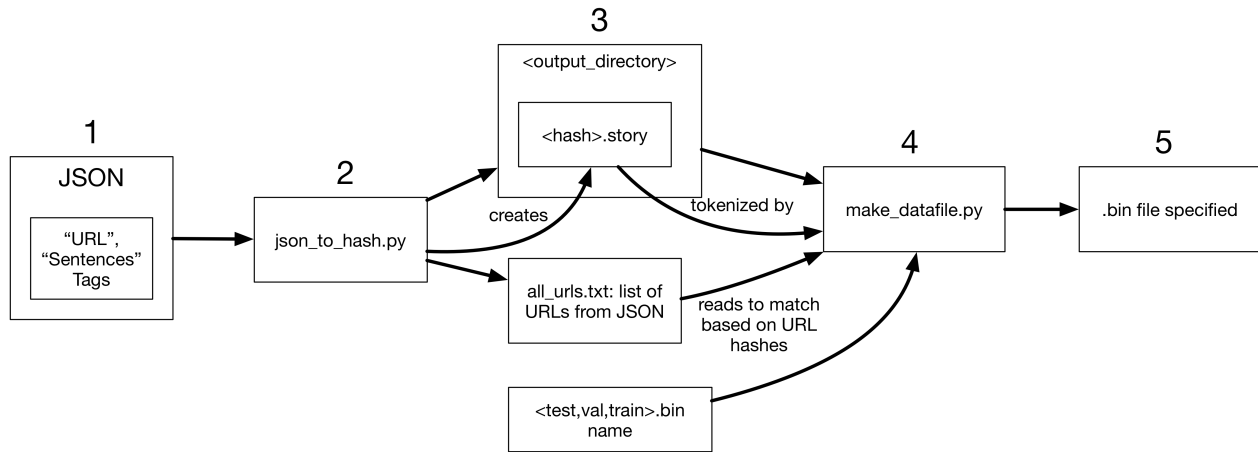 1
JSON
“URL”,
“Sentences”
Tags
2
json_to_hash.py
3
<output_directory>
<hash>.story
creates
tokenized by
all_urls.txt: list of
URLs from JSON
reads to match
based on URL
hashes
<test,val,train>.bin
name
4
make_datafile.py
5
.bin file specified